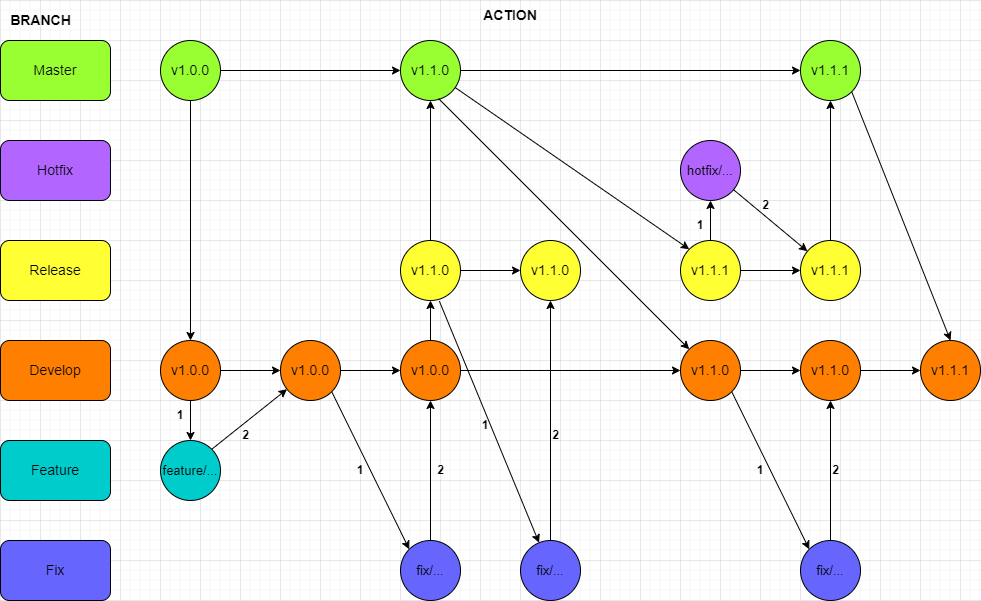 BRANCH
ACTION
Master
v1.0.0
v1.1.0
v1.1.1
Hotfix
hotfix/...
1
2
Release
v1.1.0
v1.1.0
v1.1.1
v1.1.1
Develop
v1.0.0
v1.0.0
v1.0.0
v1.1.0
v1.1.0
v1.1.1
1
2
1
2
Feature
feature/...
1
2
1
2
Fix
fix/...
fix/...
fix/...